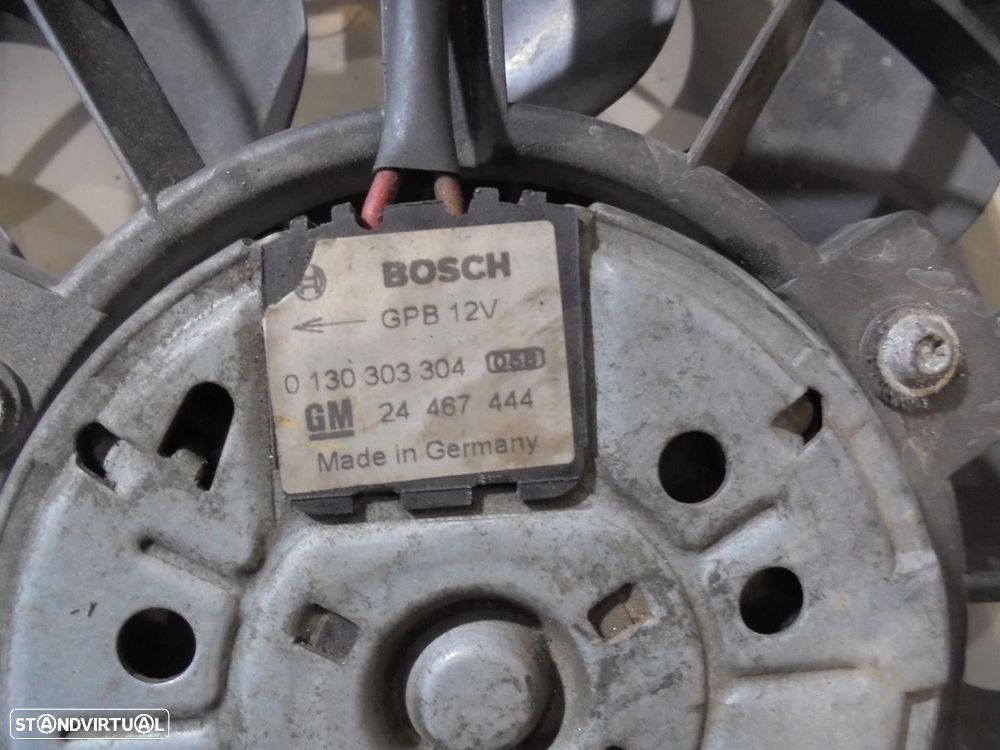 BOSCH
GPB 12V
0 130 303 304 058
GM 24 467 444
Made in Germany
STANDVIRTUAL